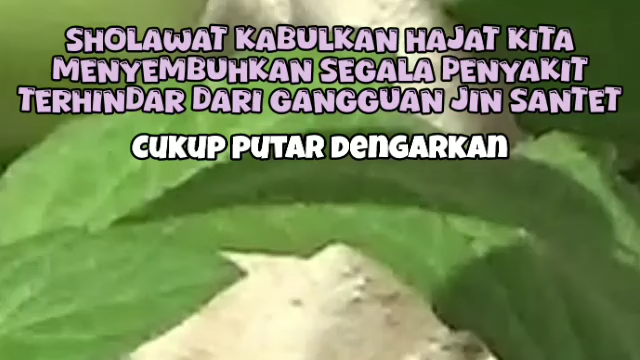 SHOLAWAT KABULKAN HAJAT KITA
MENYEMBUHKAN SEGALA PENYAKIT
TERHINDAR DARI GANGGUAN JIN SANTET
CUKUP PUTAR DENGARKAN